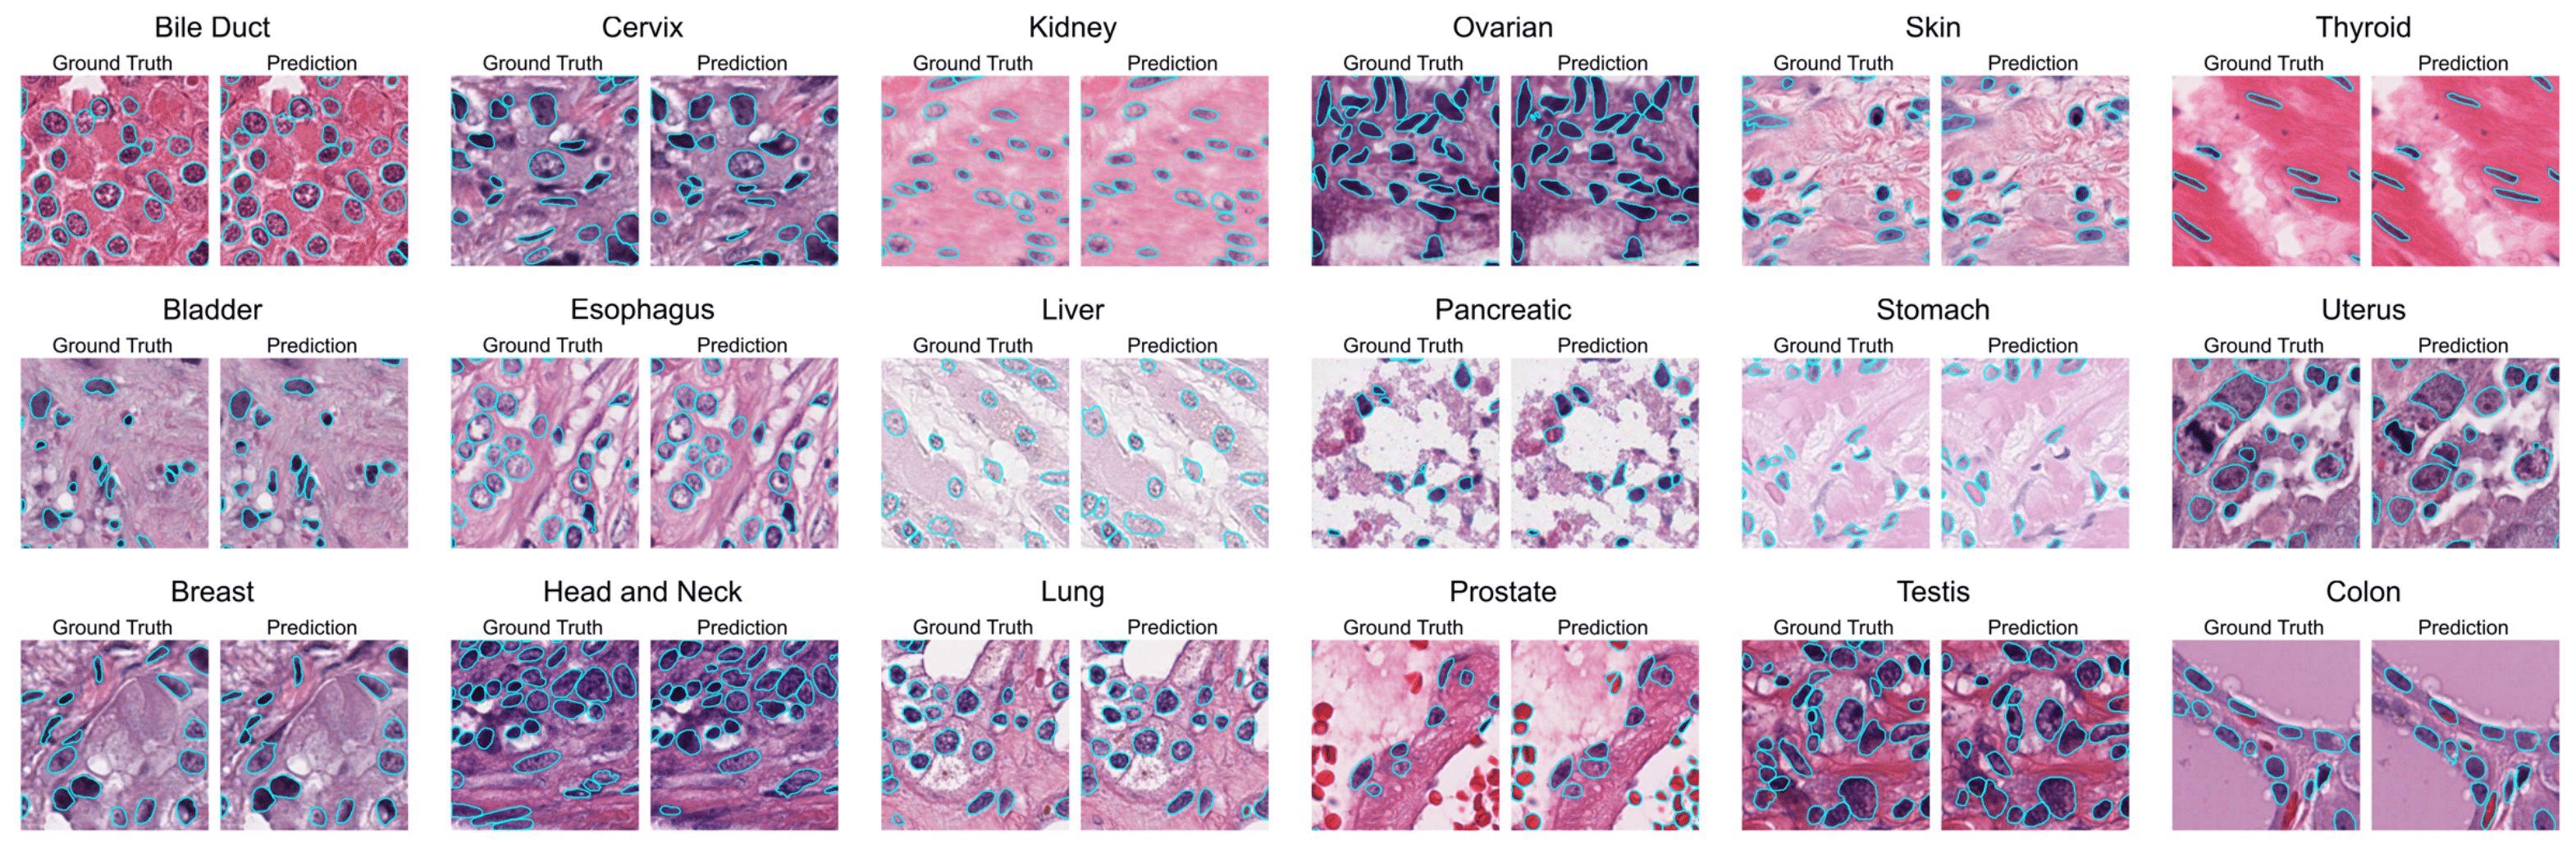 Bile Duct
Cervix
Kidney
Ovarian
Skin
Thyroid
Ground Truth Prediction
Ground Truth Prediction
Ground Truth Prediction
Ground Truth Prediction
Ground Truth Prediction
Ground Truth Prediction
Bladder
Esophagus
Liver
Pancreatic
Stomach
Uterus
Ground Truth Prediction
Ground Truth Prediction
Ground Truth Prediction
Ground Truth Prediction
Ground Truth Prediction
Ground Truth Prediction
Breast
Head and Neck
Lung
Prostate
Testis
Colon
Ground Truth Prediction
Ground Truth Prediction
Ground Truth Prediction
Ground Truth Prediction
Ground Truth Prediction
Ground Truth Prediction